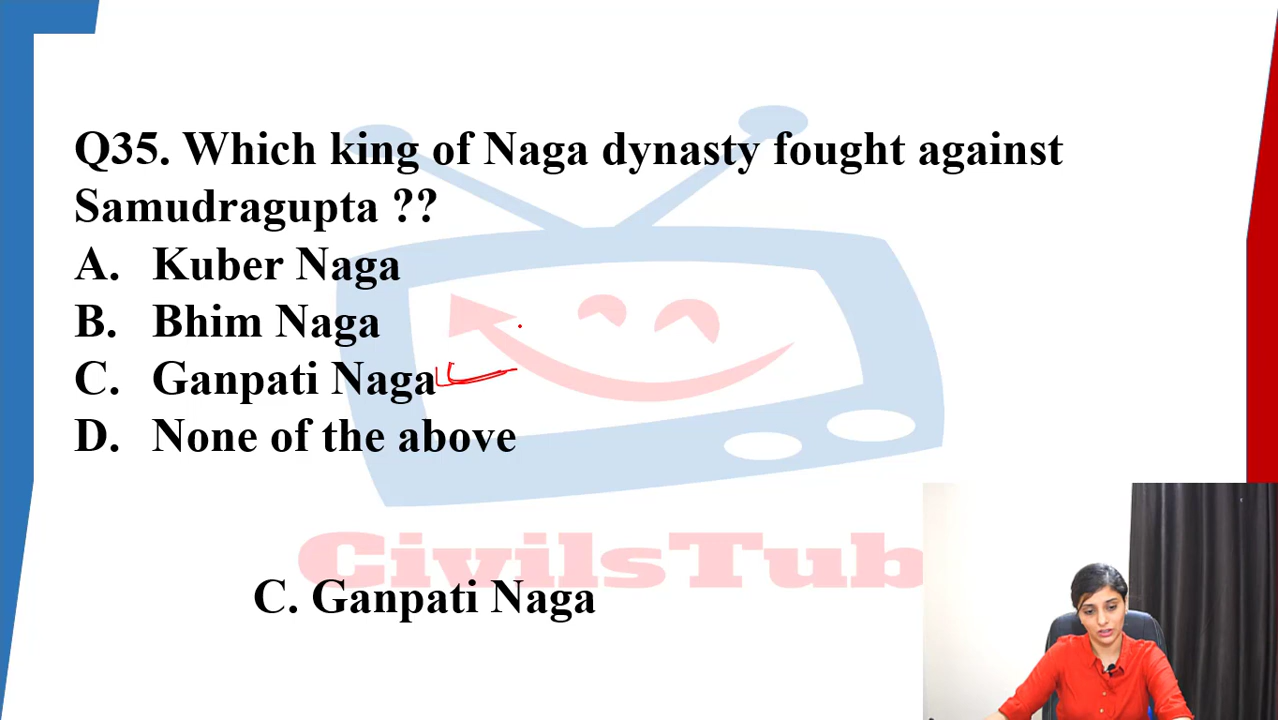 Q35. Which king of Naga dynasty fought against
Samudragupta ??
A. Kuber Naga
B. Bhim Naga
C. Ganpati Naga
D. None of the above
CivilsTub
C. Ganpati Naga